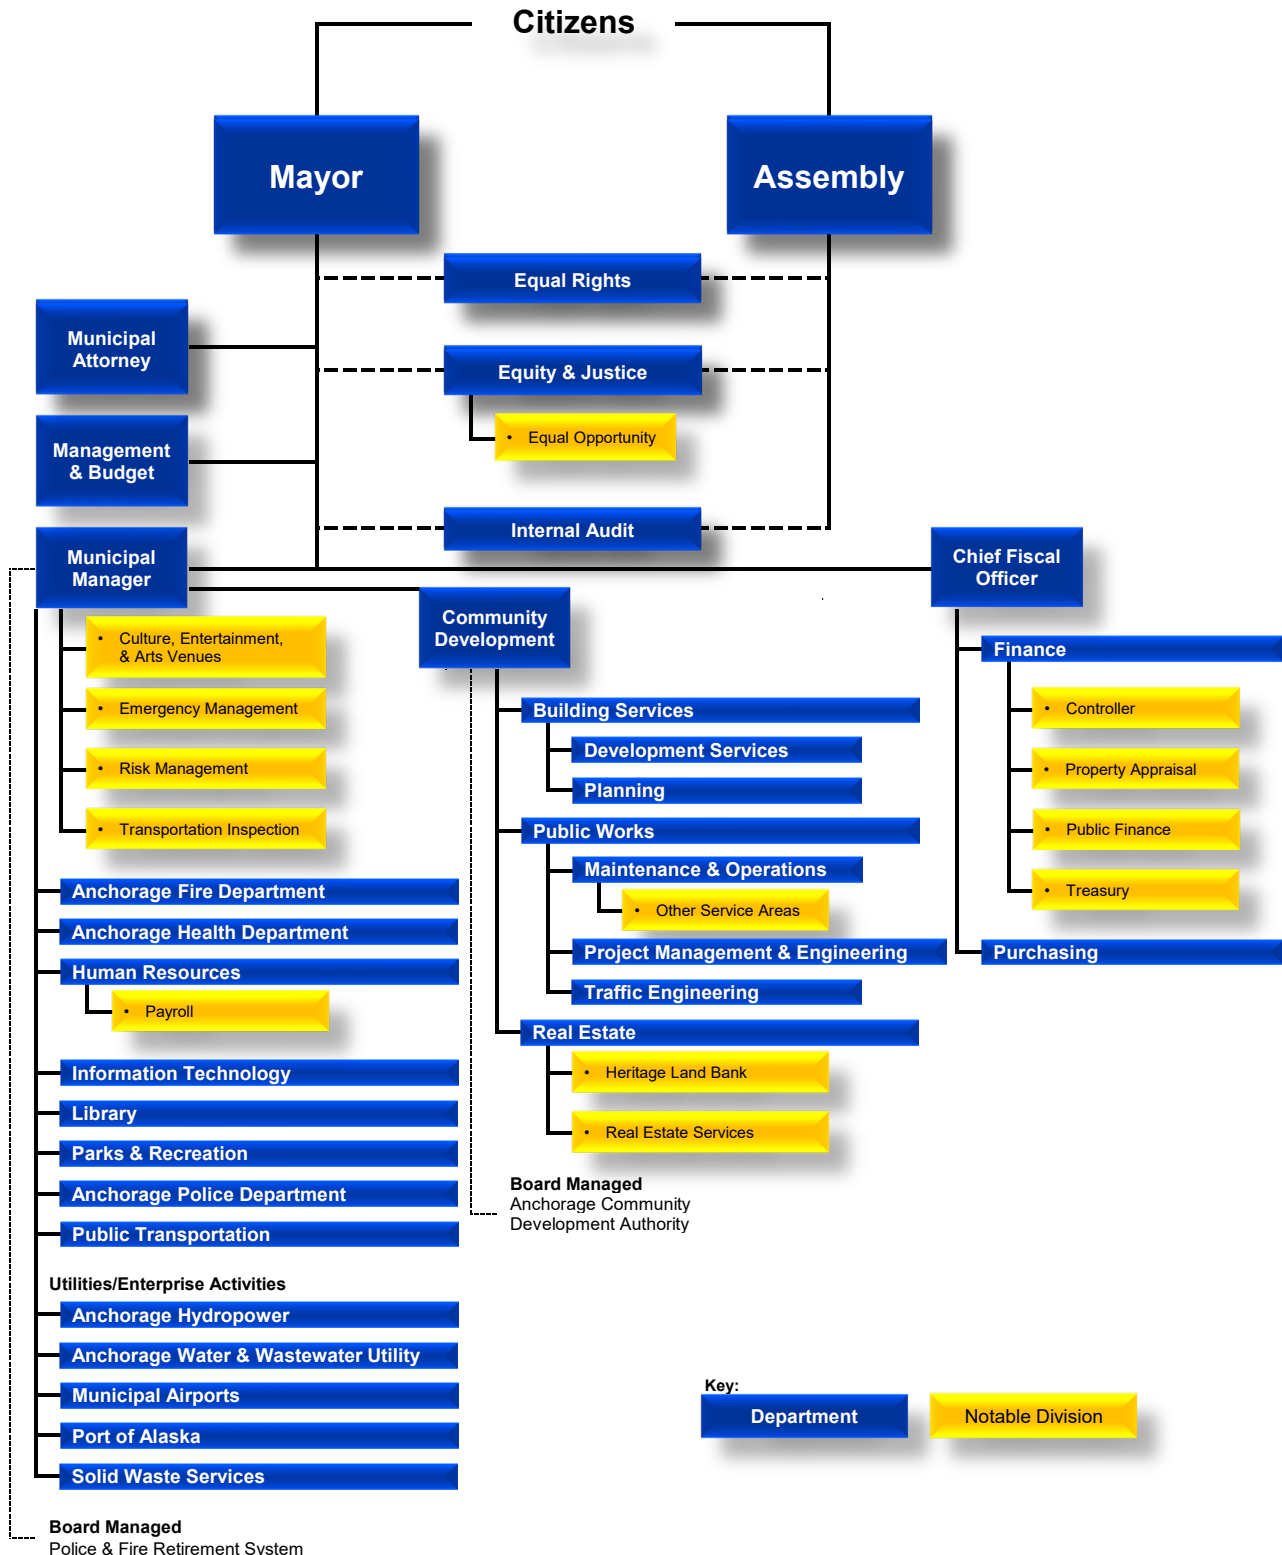 Citizens
Mayor
Assembly
Equal Rights
Municipal
Attorney
Equity & Justice
• Equal Opportunity
Management
& Budget
Internal Audit
Municipal
Manager
Chief Fiscal
Officer
Community
Development
• Culture, Entertainment,
& Arts Venues
• Emergency Management
• Risk Management
• Transportation Inspection
Anchorage Fire Department
Anchorage Health Department
Human Resources
• Payroll
Information Technology
Library
Parks & Recreation
Anchorage Police Department
Public Transportation
Utilities/Enterprise Activities
Anchorage Hydropower
Anchorage Water & Wastewater Utility
Municipal Airports
Port of Alaska
Solid Waste Services
Board Managed
Police & Fire Retirement System
Building Services
Development Services
Planning
Public Works
Maintenance & Operations
• Other Service Areas
Project Management & Engineering
Traffic Engineering
Real Estate
• Heritage Land Bank
• Real Estate Services
Board Managed
Anchorage Community
Development Authority
Finance
• Controller
• Property Appraisal
• Public Finance
• Treasury
Purchasing
Key:
Department
Notable Division